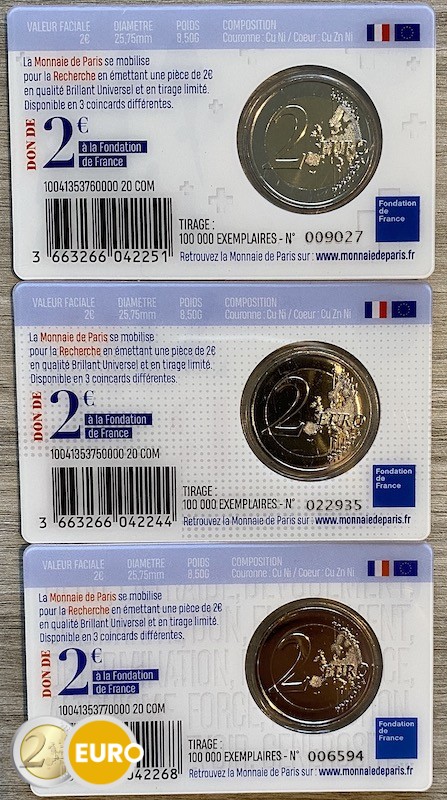 VALEUR FACIALE DIAMÈTRE POIDS COMPOSITION
2€ 25,75mm 8.50G Couronne : Cu Ni / Coeur : Cu Zn Ni
La Monnaie de Paris se mobilise
pour la Recherche en émettant une pièce de 2€
en qualité Brillant Universel et en tirage limité.
Disponible en 3 coincards différentes.
DON DE
2€
à la Fondation
de France
10041353760000 20 COM
3 663266 042251
2 EURO
Fondation
de
France
TIRAGE :
100 000 EXEMPLAIRES - N° 009027
Retrouvez la Monnaie de Paris sur : www.monnaiedeparis.fr
VALEUR FACIALE DIAMÈTRE POIDS COMPOSITION
2€ 25,75mm 8,50G Couronne : Cu Ni / Coeur : Cu Zn Ni
La Monnaie de Paris se mobilise
pour la Recherche en émettant une pièce de 2€
en qualité Brillant Universel et en tirage limité.
Disponible en 3 coincards différentes.
DON DE
2€
à la Fondation
de France
10041353750000 20 COM
3 663266 042244
2 EURO
Fondation
de
France
TIRAGE :
100 000 EXEMPLAIRES - N° 022935
Retrouvez la Monnaie de Paris sur : www.monnaiedeparis.fr
VALEUR FACIALE DIAMÈTRE POIDS COMPOSITION
2€ 25,75mm 8,50G Couronne : Cu Ni / Coeur : Cu Zn Ni
La Monnaie de Paris se mobilise
pour la Recherche en émettant une pièce de 2€
en qualité Brillant Universel et en tirage limité.
Disponible en 3 coincards différentes.
DON DE
2€
à la Fondation
de France
10041353770000 20 COM
042268
2 EURO
Fondation
de
France
TIRAGE :
100 000 EXEMPLAIRES - N° 006594
Retrouvez la Monnaie de Paris sur : www.monnaiedeparis.fr
2 EURO